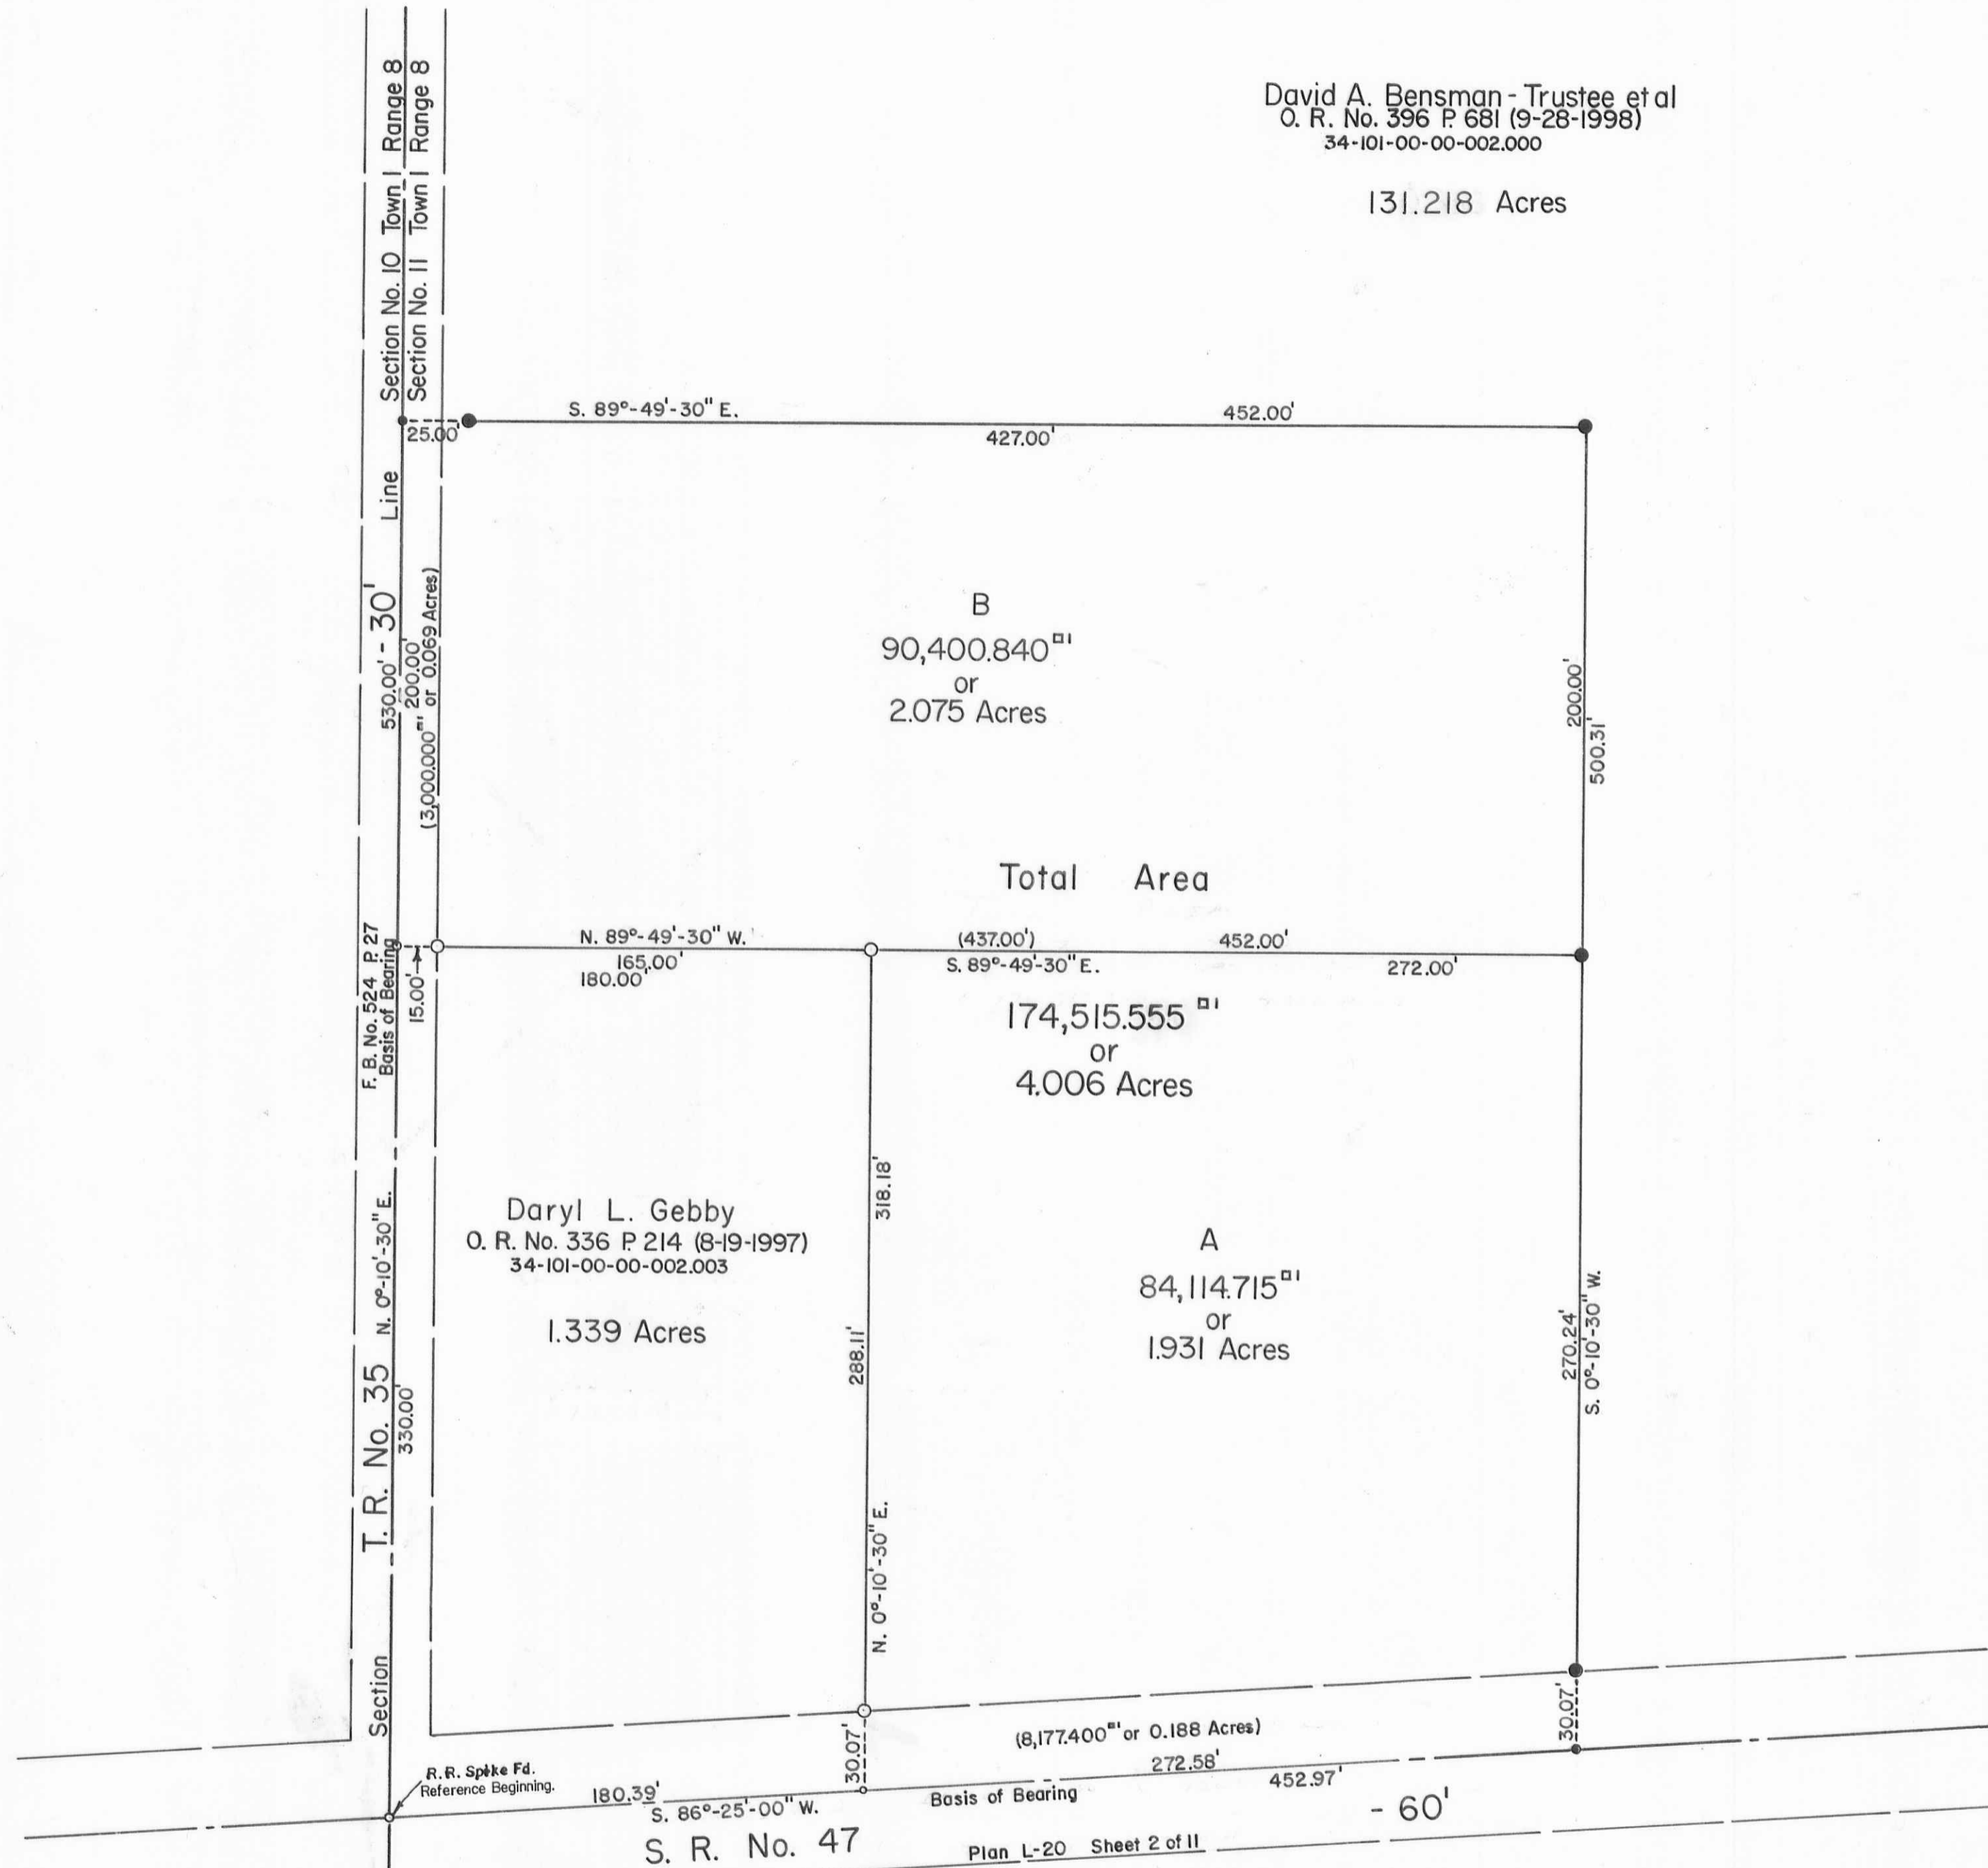 David A. Bensman - Trustee et al
O. R. No. 396 P. 681 (9-28-1998)
34-101-00-00-002.000
131.218 Acres
Section No. 10 Town 1 Range 8
Section No. 11 Town 1 Range 8
S. 89°-49'-30" E.
452.00'
25.00'
427.00'
Line
530.00' - 30'
200.00'
(3,000.000□' or 0.069 Acres)
B
90,400.840□'
or
2.075 Acres
200.00'
500.31'
Total Area
F. B. No. 524 P. 27
Basis of Bearing
15.00'
N. 89°-49'-30" W.
165.00'
180.00'
(437.00')
452.00'
S. 89°-49'-30" E.
272.00'
174,515.555□'
or
4.006 Acres
318.18'
288.11'
N. 0°-10'-30" E.
Daryl L. Gebby
O. R. No. 336 P. 214 (8-19-1997)
34-101-00-00-002.003
1.339 Acres
A
84,114.715□'
or
1.931 Acres
270.24'
S. 0°-10'-30" W.
N. 0°-10'-30" E.
T. R. No. 35
330.00'
Section
30.07'
(8,177.400□' or 0.188 Acres)
30.07'
R.R. Spike Fd.
Reference Beginning.
180.39'
S. 86°-25'-00" W.
272.58'
452.97'
Basis of Bearing
- 60'
S. R. No. 47
Plan L-20 Sheet 2 of 11